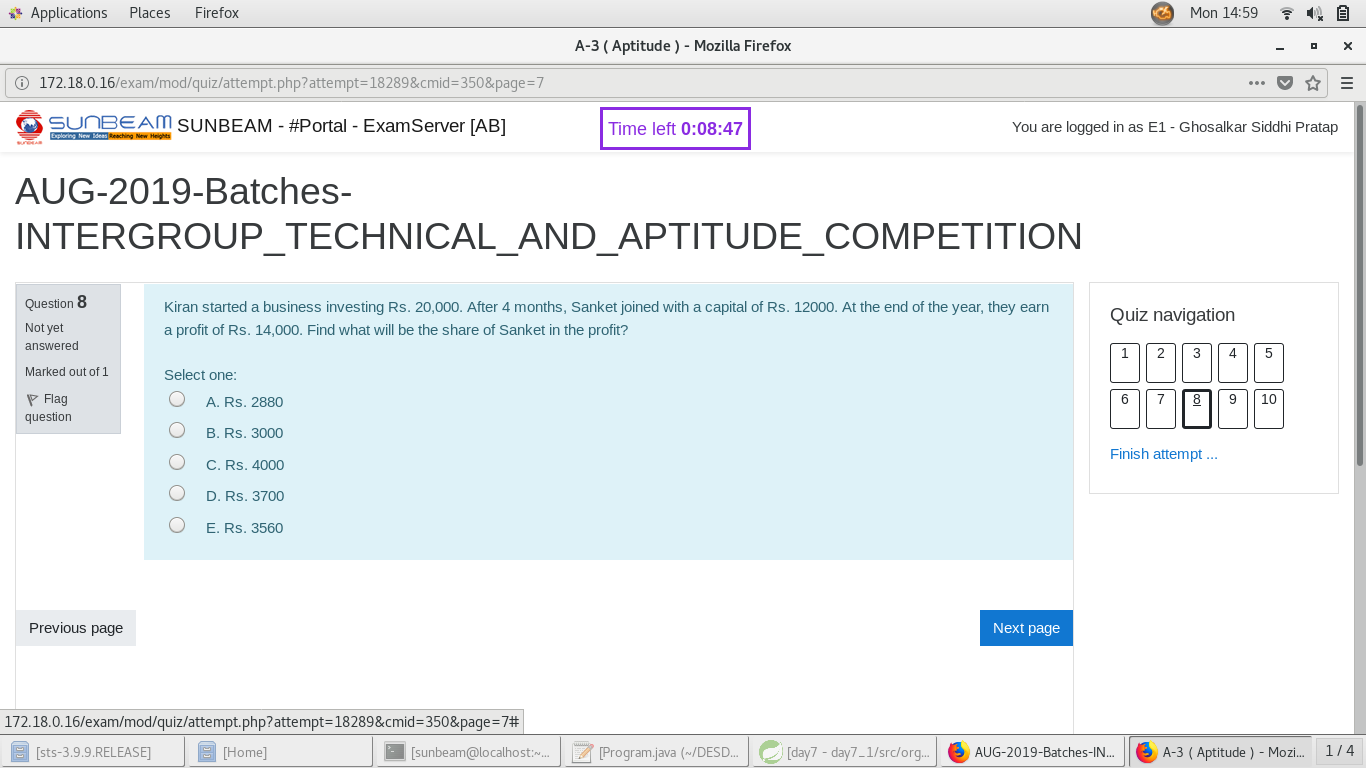 Applications Places Firefox Mon 14:59
A-3 ( Aptitude ) - Mozilla Firefox
172.18.0.16/exam/mod/quiz/attempt.php?attempt=18289&cmid=350&page=7
SUNBEAM
Exploring New Ideas Reaching New Heights
SUNBEAM
SUNBEAM - #Portal - ExamServer [AB]
Time left 0:08:47
You are logged in as E1 - Ghosalkar Siddhi Pratap
AUG-2019-Batches-
INTERGROUP_TECHNICAL_AND_APTITUDE_COMPETITION
Question 8
Not yet
answered
Marked out of 1
Flag
question
Kiran started a business investing Rs. 20,000. After 4 months, Sanket joined with a capital of Rs. 12000. At the end of the year, they earn
a profit of Rs. 14,000. Find what will be the share of Sanket in the profit?
Select one:
A. Rs. 2880
B. Rs. 3000
C. Rs. 4000
D. Rs. 3700
E. Rs. 3560
Quiz navigation
1 2 3 4 5
6 7 8 9 10
Finish attempt ...
Previous page
Next page
172.18.0.16/exam/mod/quiz/attempt.php?attempt=18289&cmid=350&page=7#
[sts-3.9.9.RELEASE] [Home] [sunbeam@localhost:~... [Program.java (~/DESD... [day7 - day7_1/src/org... AUG-2019-Batches-IN... A-3 ( Aptitude ) - Mozi... 1 / 4